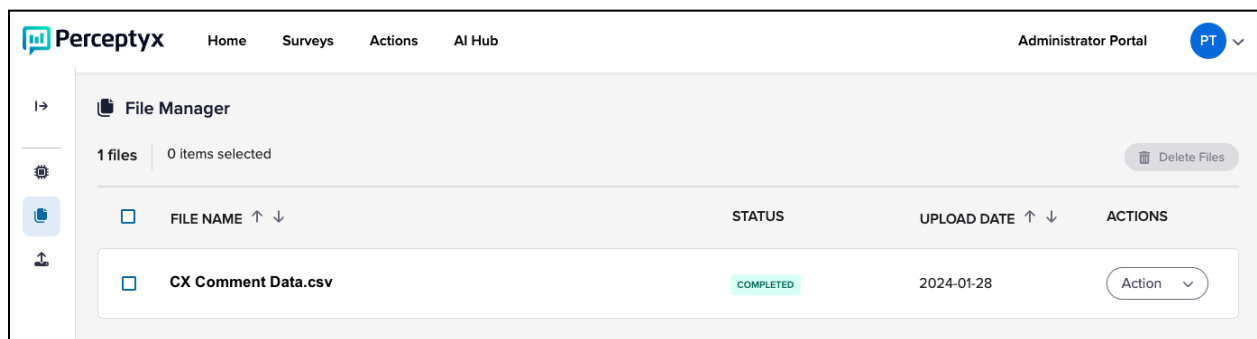 Perceptyx Home Surveys Actions AI Hub Administrator Portal PT
File Manager
1 files 0 items selected Delete Files
FILE NAME ↑ ↓ STATUS UPLOAD DATE ↑ ↓ ACTIONS
CX Comment Data.csv COMPLETED 2024-01-28 Action